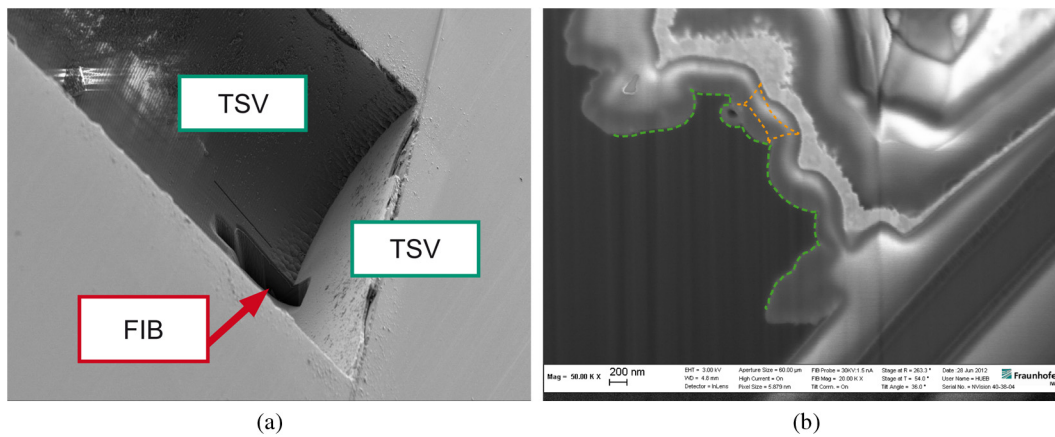 TSV
TSV
FIB
Mag = 50.00 K X
200 nm
EHT = 3.00 kV
WD = 4.6 mm
Detector = InLens
Aperture Size = 60.00 µm
High Current = On
Pixel Size = 5.679 nm
FIB Probe = 30KV:1.5 nA
FIB Mag = 20.00 K X
Tilt Corrn. = On
Stage at R = 263.3 °
Stage at T = 54.0 °
Tilt Angle = 36.0 °
Date :28 Jun 2012
User Name = HUEB
Serial No. = NVision 40-38-04
Fraunhofe
(a)
(b)